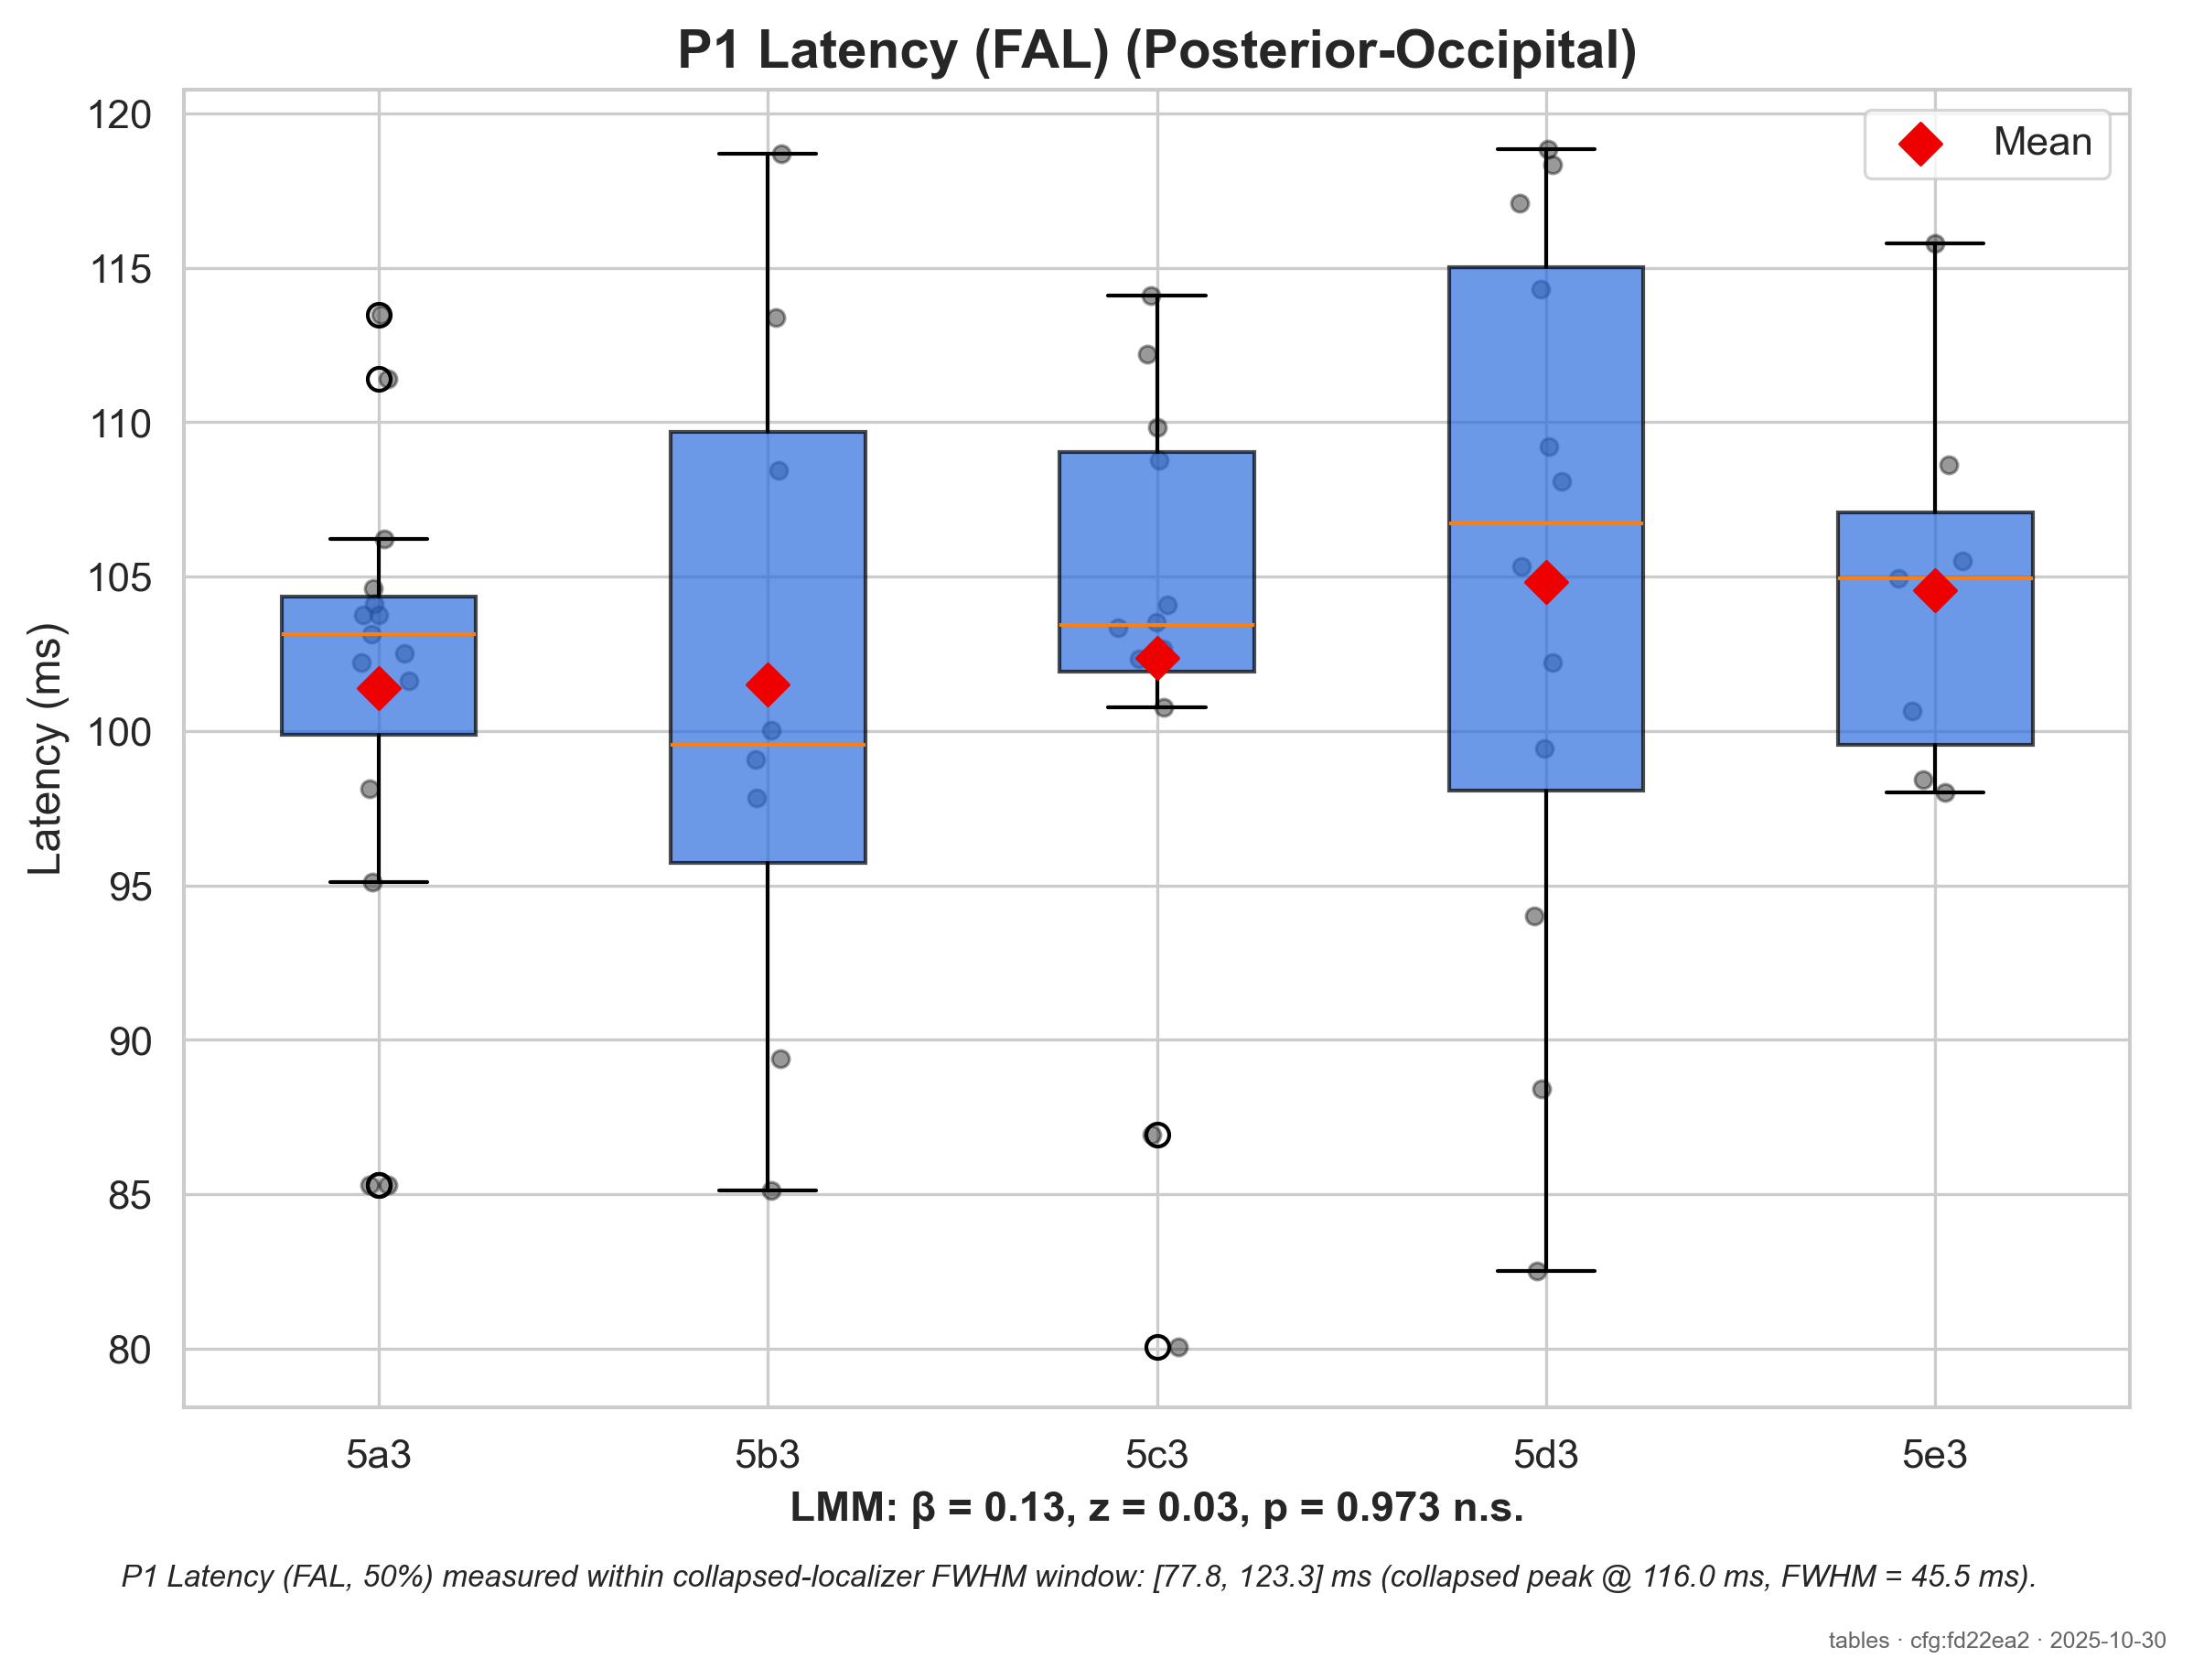 P1 Latency (FAL) (Posterior-Occipital)
Mean
120
115
110
105
100
95
90
85
80
Latency (ms)
5a3 5b3 5c3 5d3 5e3
LMM: β = 0.13, z = 0.03, p = 0.973 n.s.
P1 Latency (FAL, 50%) measured within collapsed-localizer FWHM window: [77.8, 123.3] ms (collapsed peak @ 116.0 ms, FWHM = 45.5 ms).
tables · cfg:fd22ea2 · 2025-10-30